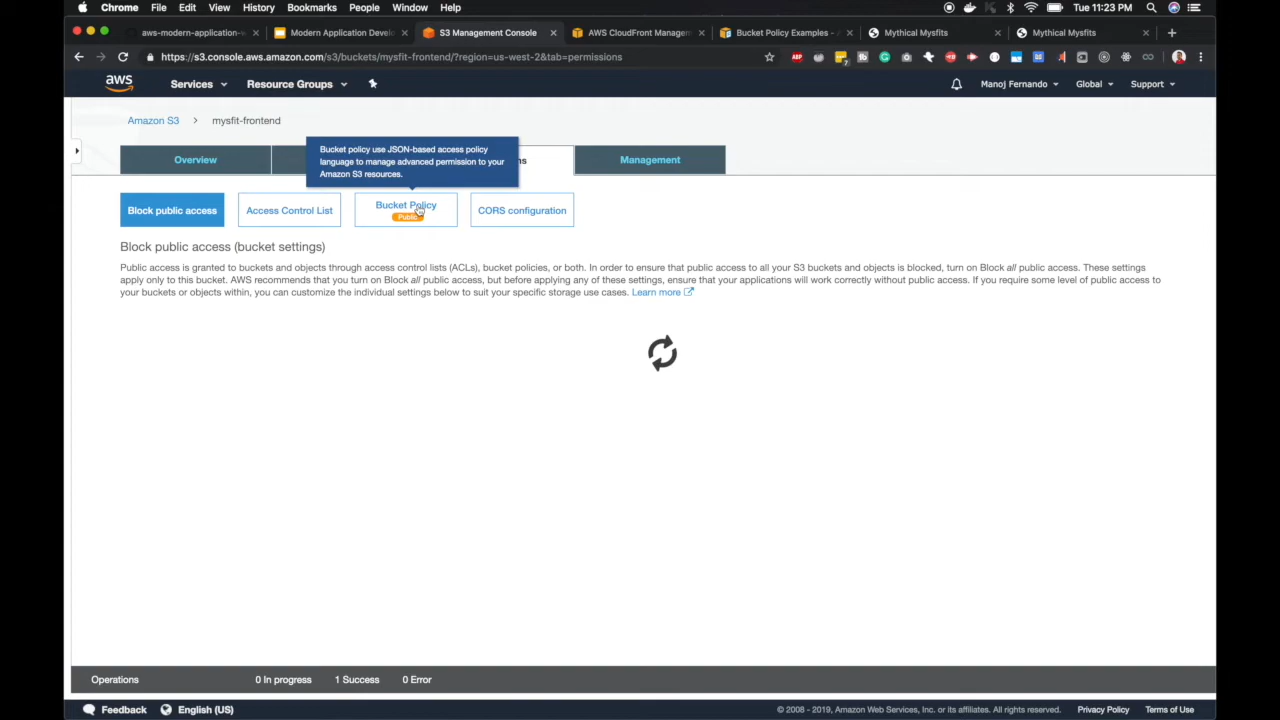 Chrome File Edit View History Bookmarks People Window Help Tue 11:23 PM
aws-modern-application-w Modern Application Develo S3 Management Console AWS CloudFront Managem Bucket Policy Examples - A Mythical Mysfits Mythical Mysfits
https://s3.console.aws.amazon.com/s3/buckets/mysfit-frontend/?region=us-west-2&tab=permissions
aws Services Resource Groups Manoj Fernando Global Support
Amazon S3 > mysfit-frontend
Bucket policy use JSON-based access policy
language to manage advanced permission to your
Amazon S3 resources.
Overview ns Management
Block public access Access Control List Bucket Policy CORS configuration
Public
Block public access (bucket settings)
Public access is granted to buckets and objects through access control lists (ACLs), bucket policies, or both. In order to ensure that public access to all your S3 buckets and objects is blocked, turn on Block all public access. These settings
apply only to this bucket. AWS recommends that you turn on Block all public access, but before applying any of these settings, ensure that your applications will work correctly without public access. If you require some level of public access to
your buckets or objects within, you can customize the individual settings below to suit your specific storage use cases. Learn more
Operations 0 In progress 1 Success 0 Error
Feedback English (US) © 2008 - 2019, Amazon Web Services, Inc. or its affiliates. All rights reserved. Privacy Policy Terms of Use